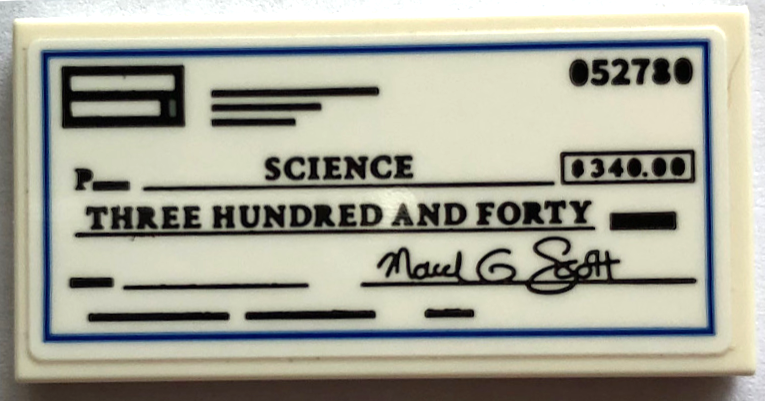 052780
P
SCIENCE
$340.00
THREE HUNDRED AND FORTY